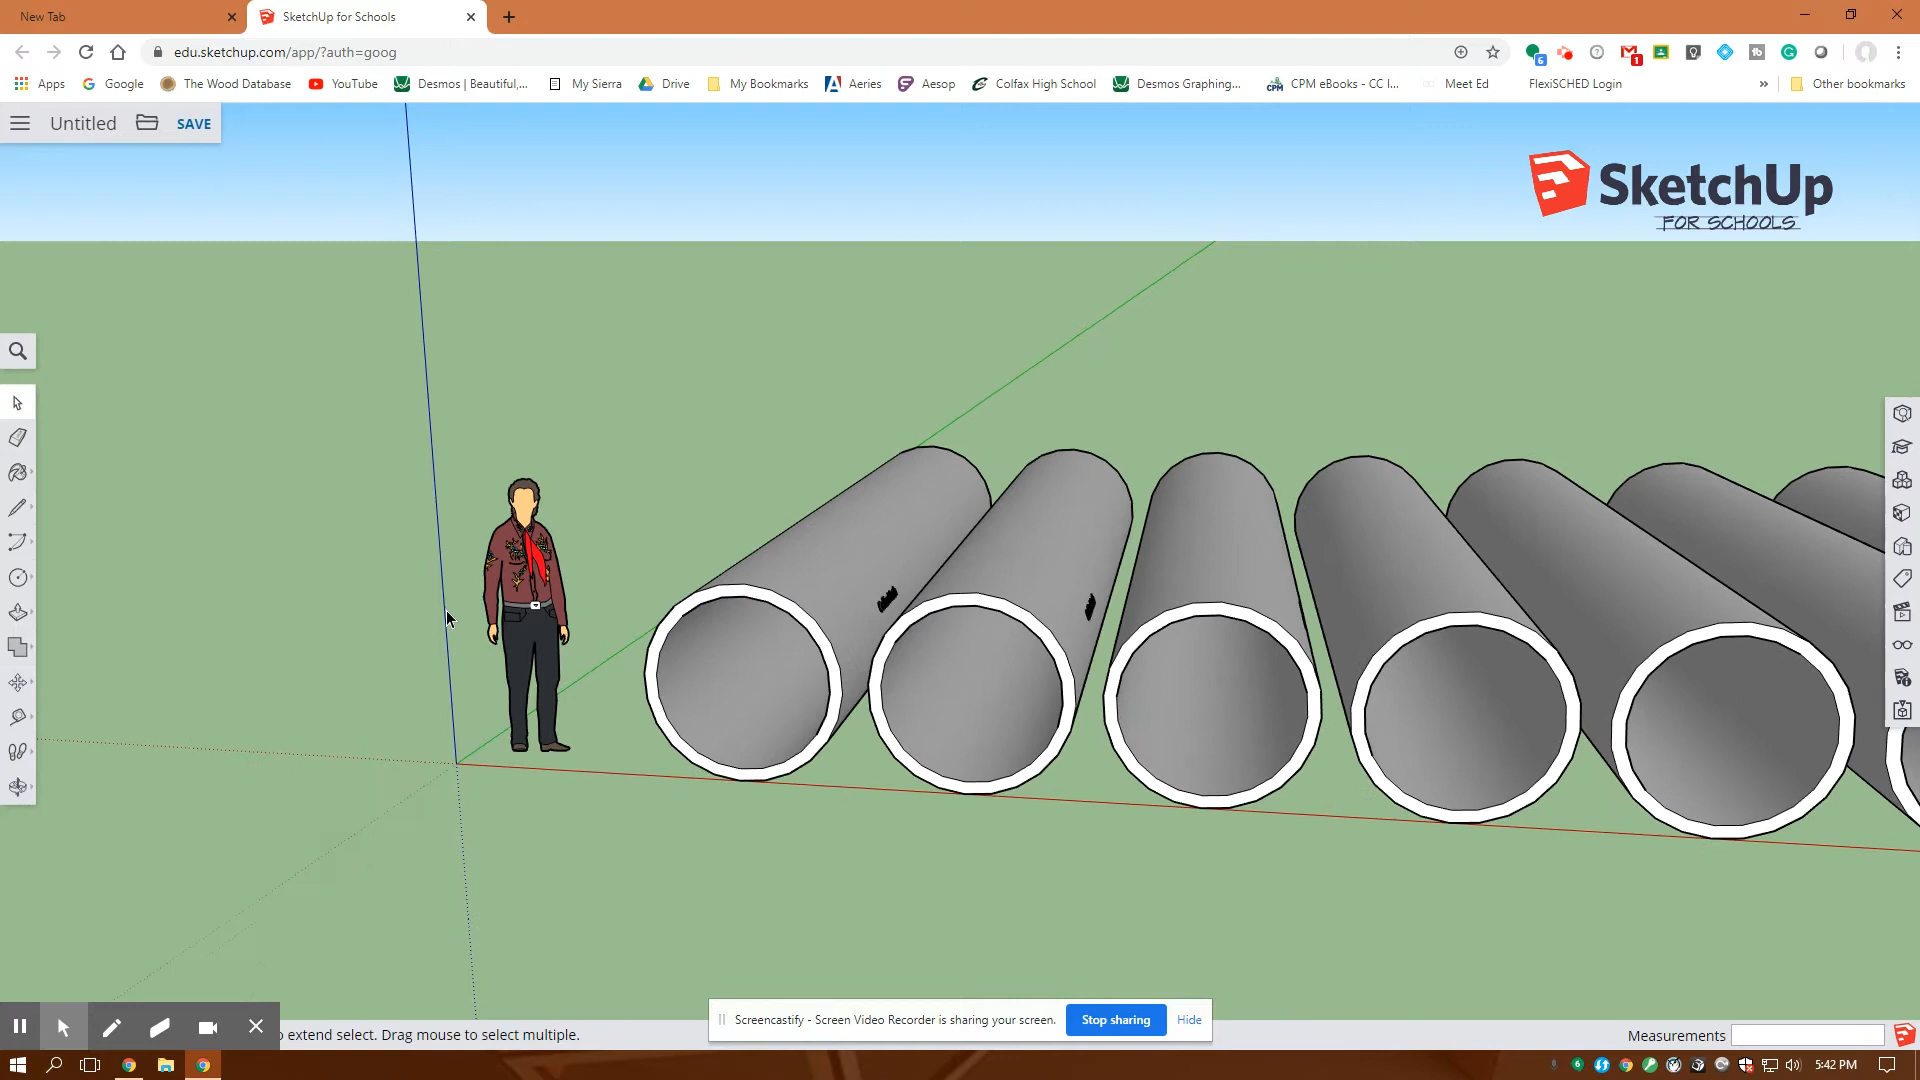 New Tab
SketchUp for Schools
edu.sketchup.com/app/?auth=goog
6
1
Apps
Google
The Wood Database
YouTube
Desmos | Beautiful,...
My Sierra
Drive
My Bookmarks
Aeries
Aesop
Colfax High School
Desmos Graphing...
CPM eBooks - CC I...
Meet Ed
FlexiSCHED Login
»
Other bookmarks
Untitled
SAVE
SketchUp
FOR SCHOOLS
o extend select. Drag mouse to select multiple.
Screencastify - Screen Video Recorder is sharing your screen.
Stop sharing
Hide
Measurements
5:42 PM